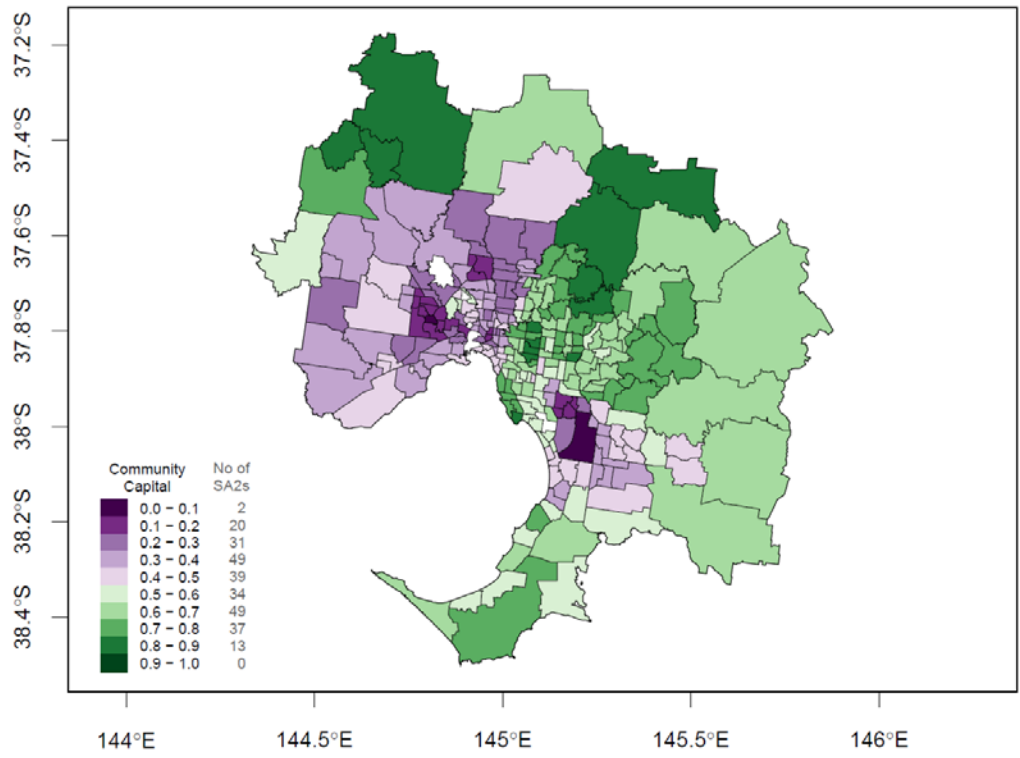 37.2°S
37.4°S
37.6°S
37.8°S
38°S
38.2°S
38.4°S
Community No of
Capital SA2s
0.0 – 0.1 2
0.1 – 0.2 20
0.2 – 0.3 31
0.3 – 0.4 49
0.4 – 0.5 39
0.5 – 0.6 34
0.6 – 0.7 49
0.7 – 0.8 37
0.8 – 0.9 13
0.9 – 1.0 0
144°E 144.5°E 145°E 145.5°E 146°E